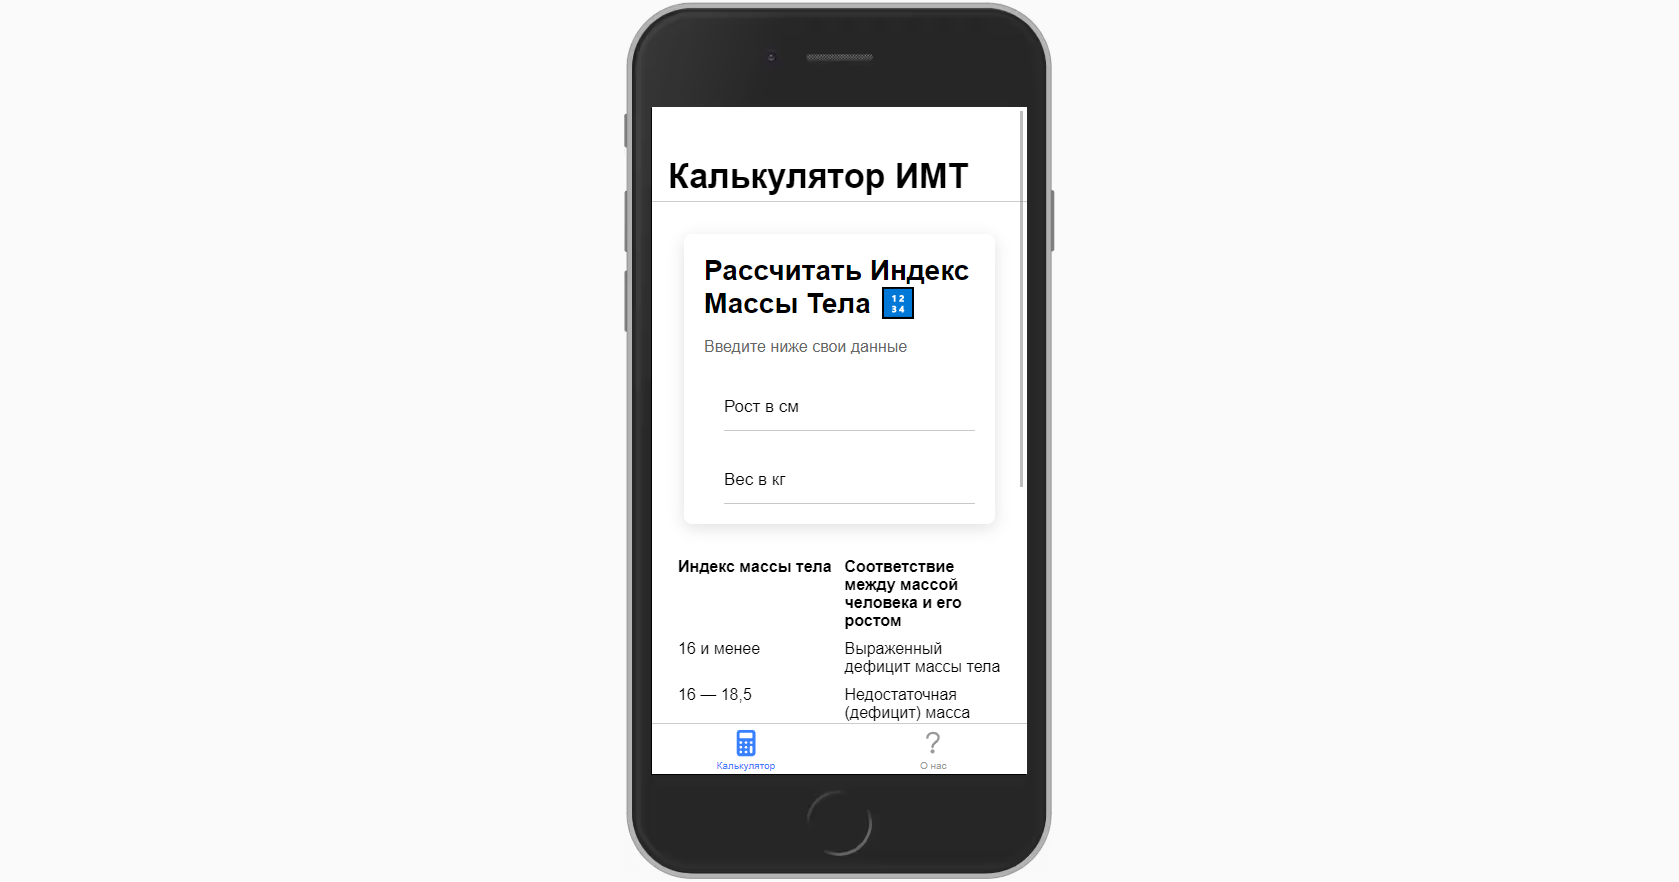 Калькулятор ИМТ
Рассчитать Индекс
Массы Тела 🔢
Введите ниже свои данные
Рост в см
Вес в кг
Индекс массы тела
Соответствие
между массой
человека и его
ростом
16 и менее
Выраженный
дефицит массы тела
16 — 18,5
Недостаточная
(дефицит) масса
Калькулятор
О нас